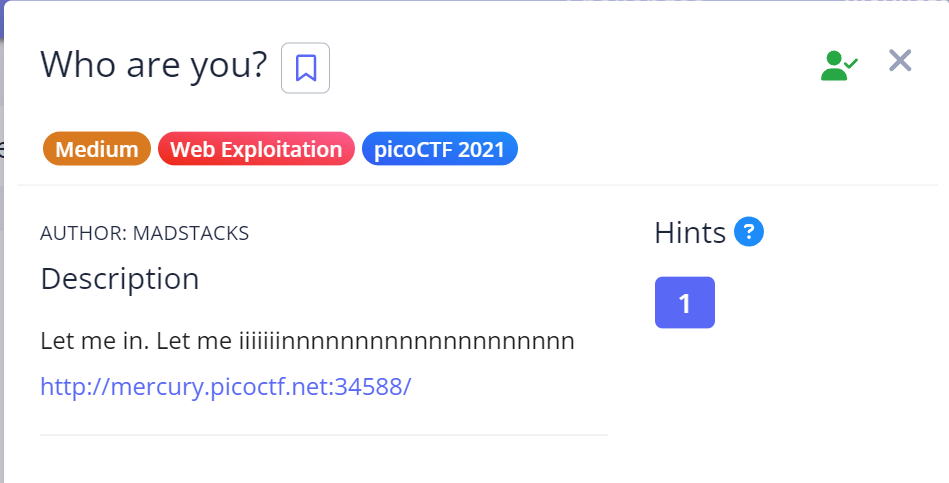 Who are you?
Medium Web Exploitation picoCTF 2021
AUTHOR: MADSTACKS
Description
Let me in. Let me iiiiiiinnnnnnnnnnnnnnnnnnnn
http://mercury.picoctf.net:34588/
Hints ?
1